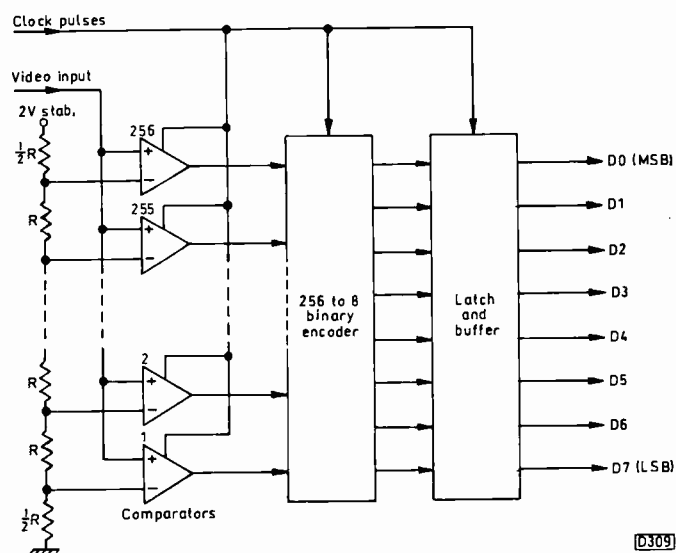 Clock pulses
Video input
2V stab.
½R
256
R
255
R
2
R
1
½R
Comparators
256 to 8
binary
encoder
Latch
and
buffer
D0 (MSB)
D1
D2
D3
D4
D5
D6
D7 (LSB)
D309